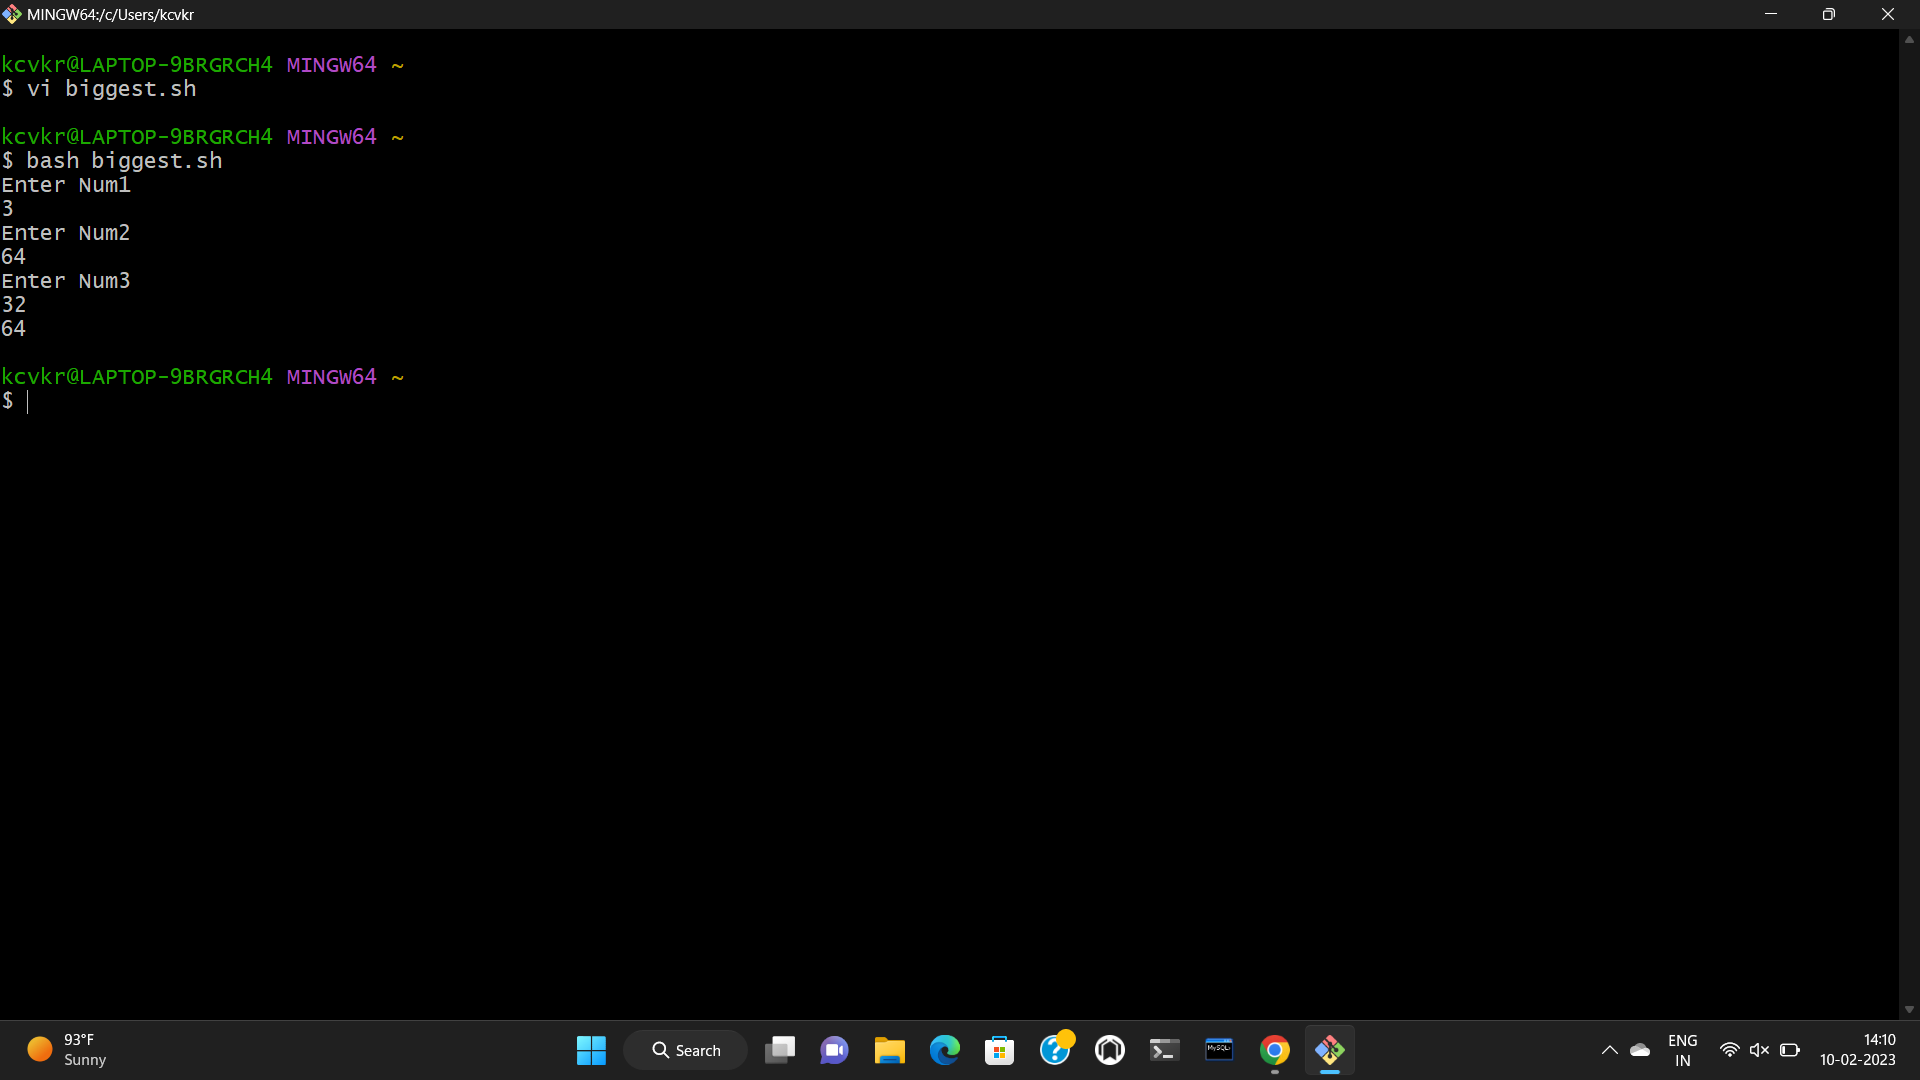 MINGW64:/c/Users/kcvkr
kcvkr@LAPTOP-9BRGRCH4 MINGW64 ~
$ vi biggest.sh
kcvkr@LAPTOP-9BRGRCH4 MINGW64 ~
$ bash biggest.sh
Enter Num1
3
Enter Num2
64
Enter Num3
32
64
kcvkr@LAPTOP-9BRGRCH4 MINGW64 ~
$
93°F
Sunny
Search
MySQL
ENG
IN
14:10
10-02-2023